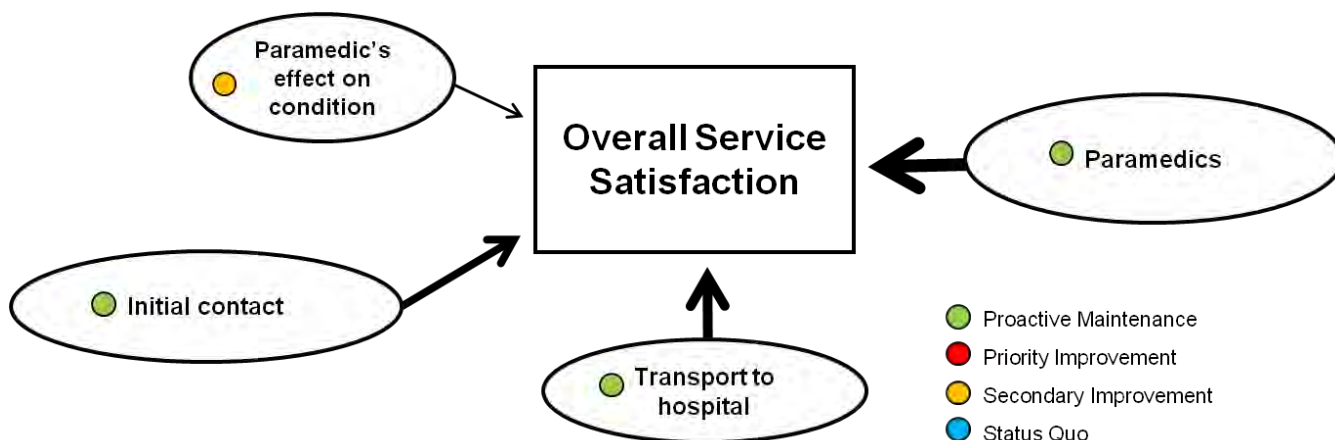 Paramedic's
effect on
condition
Overall Service
Satisfaction
Paramedics
Initial contact
Transport to
hospital
Proactive Maintenance
Priority Improvement
Secondary Improvement
Status Quo